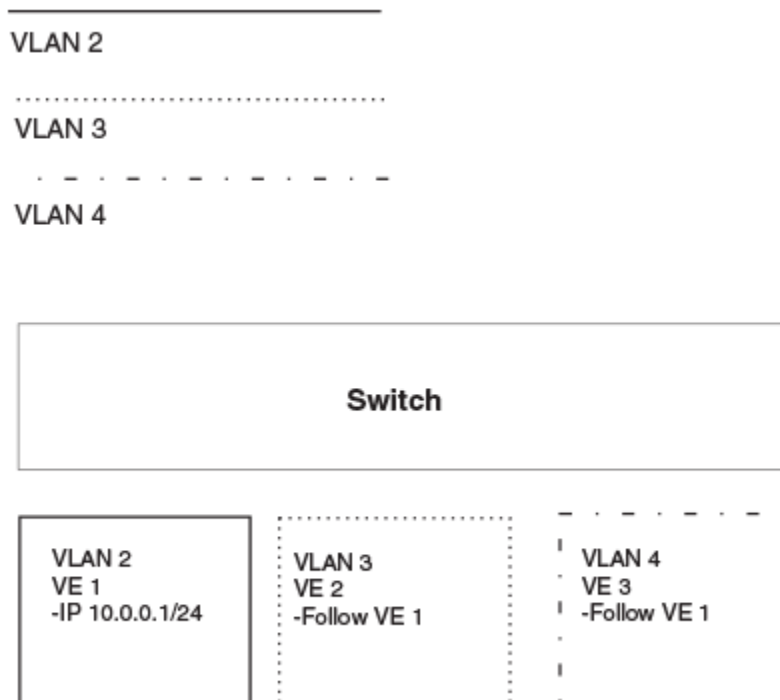 VLAN 2
VLAN 3
VLAN 4
Switch
VLAN 2
VE 1
-IP 10.0.0.1/24
VLAN 3
VE 2
-Follow VE 1
VLAN 4
VE 3
-Follow VE 1